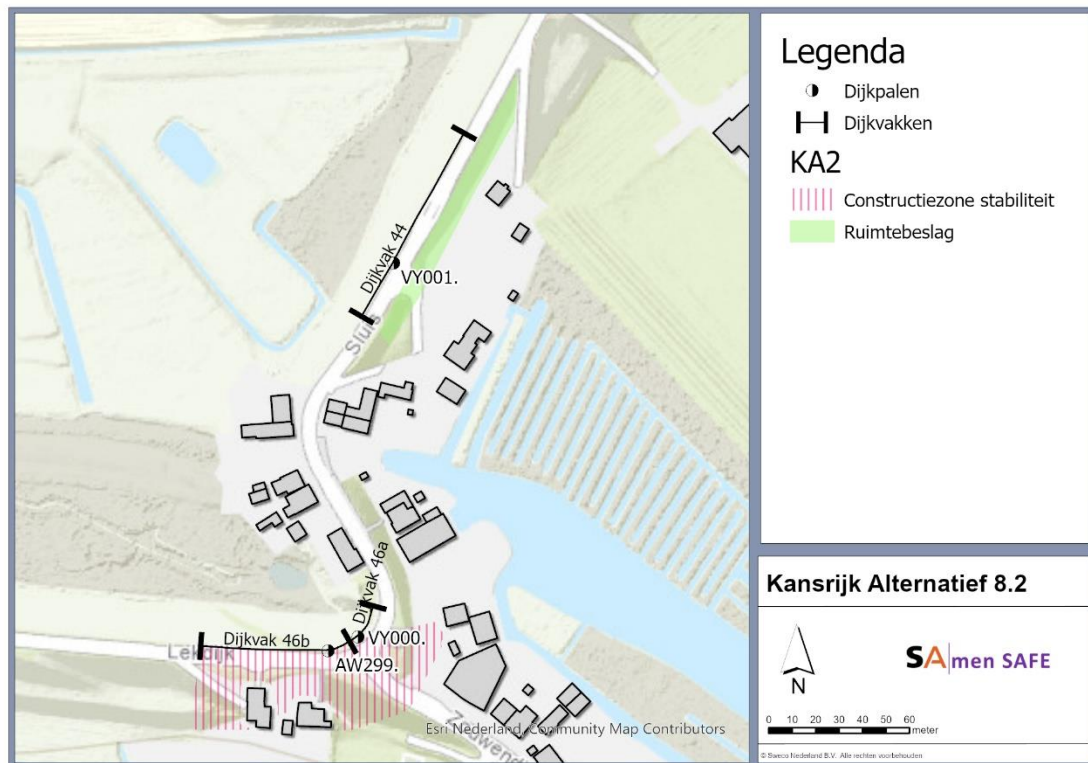 Dijkvak 44
VY001.
Sluis
Dijkvak 46a
Dijkvak 46b
VY000.
Lekdijk
AW299.
Esri Nederland, Community Map Contributors
Legenda
Dijkpalen
Dijkvakken
KA2
Constructiezone stabiliteit
Ruimtebeslag
Kansrijk Alternatief 8.2
N
SAmen SAFE
0 10 20 30 40 50 60
meter
© Sweco Nederland B.V. Alle rechten voorbehouden